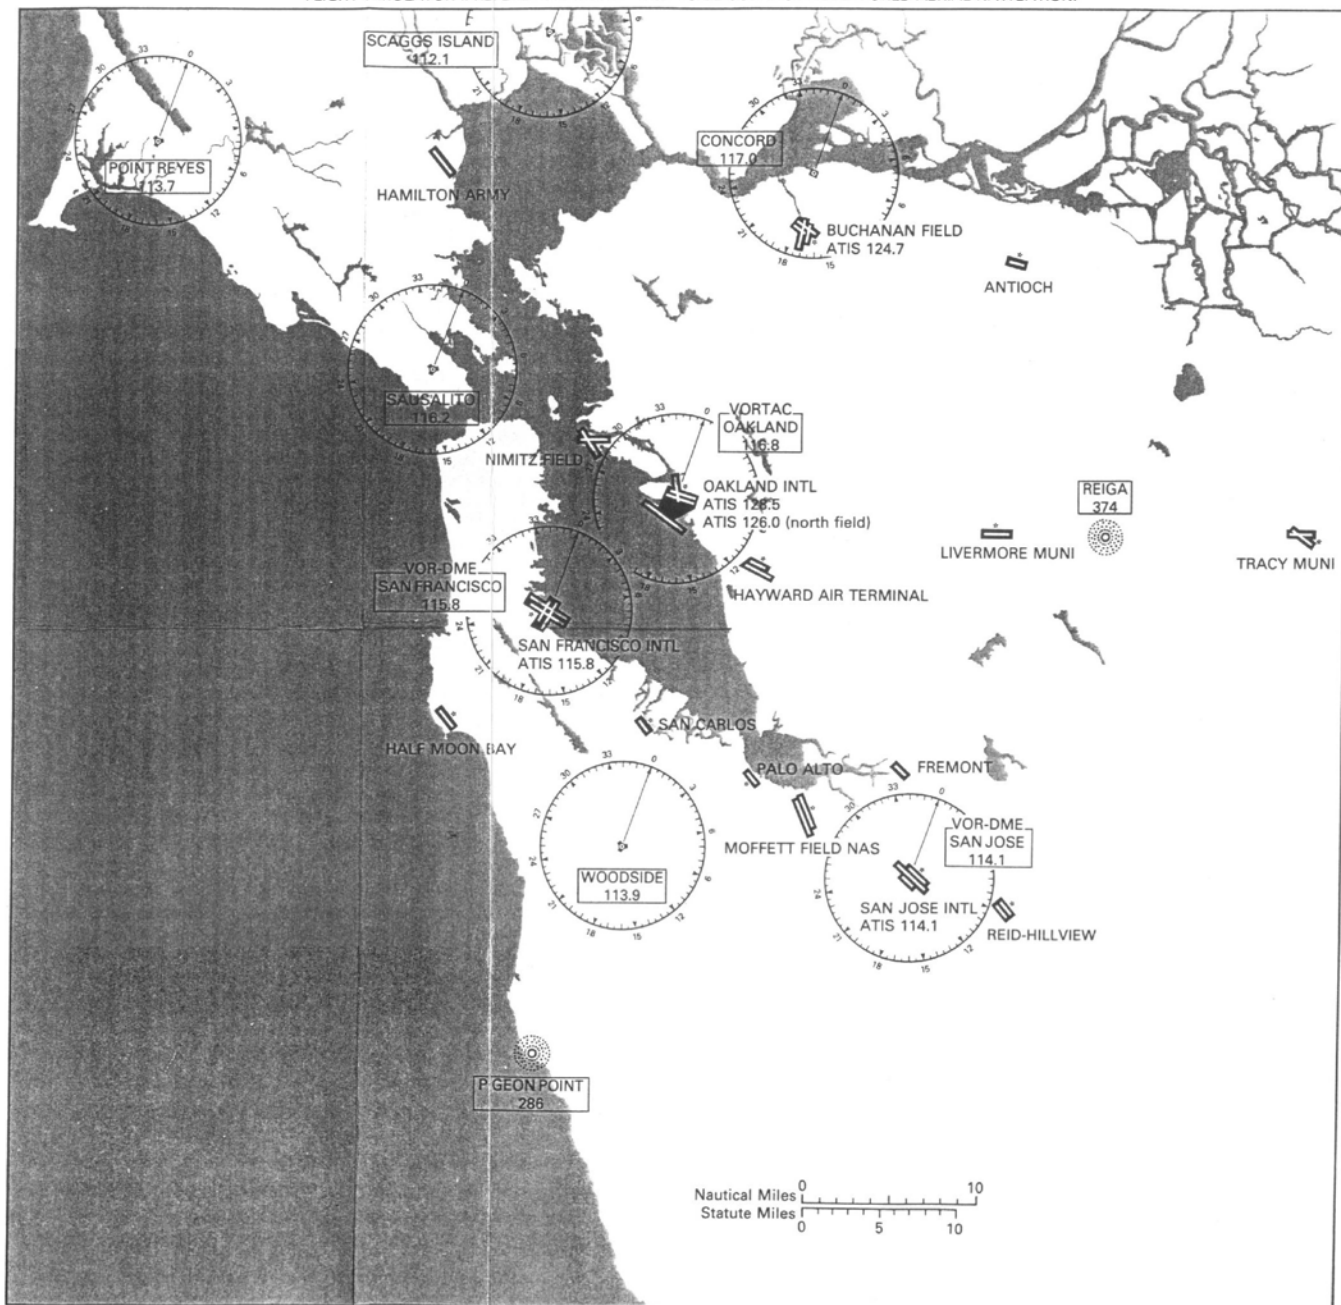 SCAGGS ISLAND
112.1
POINT REYES
113.7
HAMILTON ARMY
CONCORD
117.0
BUCHANAN FIELD
ATIS 124.7
ANTIOCH
SAUSALITO
116.2
NIMITZ FIELD
VORTAC
OAKLAND
116.8
OAKLAND INTL
ATIS 128.5
ATIS 126.0 (north field)
REIGA
374
LIVERMORE MUNI
TRACY MUNI
HAYWARD AIR TERMINAL
VOR-DME
SAN FRANCISCO
115.8
SAN FRANCISCO INTL
ATIS 115.8
HALF MOON BAY
SAN CARLOS
PALO ALTO
FREMONT
MOFFETT FIELD NAS
WOODSIDE
113.9
VOR-DME
SAN JOSE
114.1
SAN JOSE INTL
ATIS 114.1
REID-HILLVIEW
P GEON POINT
286
Nautical Miles 0 10
Statute Miles 0 5 10